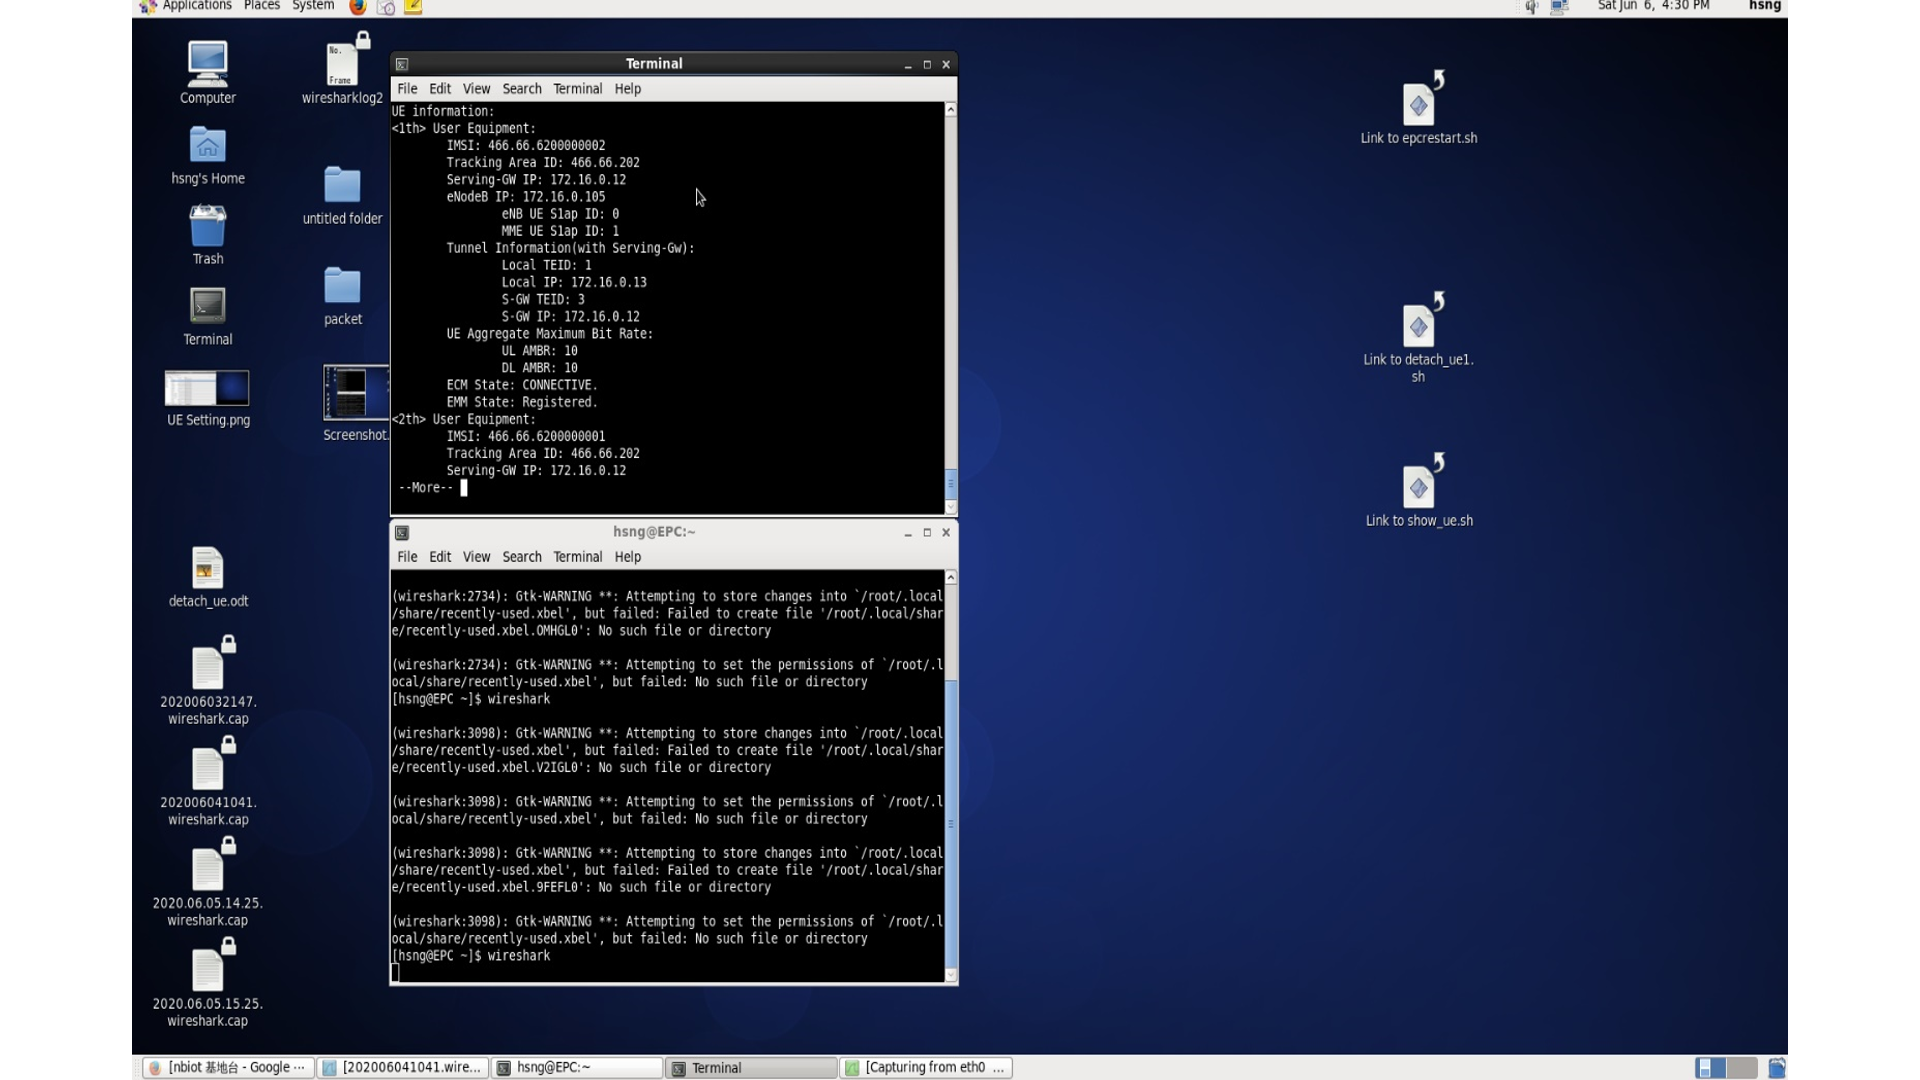 Applications Places System
Sat Jun 6, 4:30 PM
hsng
Computer
hsng's Home
Trash
Terminal
UE Setting.png
detach_ue.odt
202006032147.
wireshark.cap
202006041041.
wireshark.cap
2020.06.05.14.25.
wireshark.cap
2020.06.05.15.25.
wireshark.cap
No.
Frame
wiresharklog2
untitled folder
packet
Screenshot.
Terminal
File Edit View Search Terminal Help
UE information:
<1th> User Equipment:
IMSI: 466.66.6200000002
Tracking Area ID: 466.66.202
Serving-GW IP: 172.16.0.12
eNodeB IP: 172.16.0.105
eNB UE S1ap ID: 0
MME UE S1ap ID: 1
Tunnel Information(with Serving-Gw):
Local TEID: 1
Local IP: 172.16.0.13
S-GW TEID: 3
S-GW IP: 172.16.0.12
UE Aggregate Maximum Bit Rate:
UL AMBR: 10
DL AMBR: 10
ECM State: CONNECTIVE.
EMM State: Registered.
<2th> User Equipment:
IMSI: 466.66.6200000001
Tracking Area ID: 466.66.202
Serving-GW IP: 172.16.0.12
--More--
hsng@EPC:~
File Edit View Search Terminal Help
(wireshark:2734): Gtk-WARNING **: Attempting to store changes into `/root/.local
/share/recently-used.xbel', but failed: Failed to create file '/root/.local/shar
e/recently-used.xbel.OMHGL0': No such file or directory
(wireshark:2734): Gtk-WARNING **: Attempting to set the permissions of `/root/.l
ocal/share/recently-used.xbel', but failed: No such file or directory
[hsng@EPC ~]$ wireshark
(wireshark:3098): Gtk-WARNING **: Attempting to store changes into `/root/.local
/share/recently-used.xbel', but failed: Failed to create file '/root/.local/shar
e/recently-used.xbel.V2IGL0': No such file or directory
(wireshark:3098): Gtk-WARNING **: Attempting to set the permissions of `/root/.l
ocal/share/recently-used.xbel', but failed: No such file or directory
(wireshark:3098): Gtk-WARNING **: Attempting to store changes into `/root/.local
/share/recently-used.xbel', but failed: Failed to create file '/root/.local/shar
e/recently-used.xbel.9FEFL0': No such file or directory
(wireshark:3098): Gtk-WARNING **: Attempting to set the permissions of `/root/.l
ocal/share/recently-used.xbel', but failed: No such file or directory
[hsng@EPC ~]$ wireshark
Link to epcrestart.sh
Link to detach_ue1.
sh
Link to show_ue.sh
[nbiot 基地台 - Google ...
[202006041041.wire...
hsng@EPC:~
Terminal
[Capturing from eth0 ...